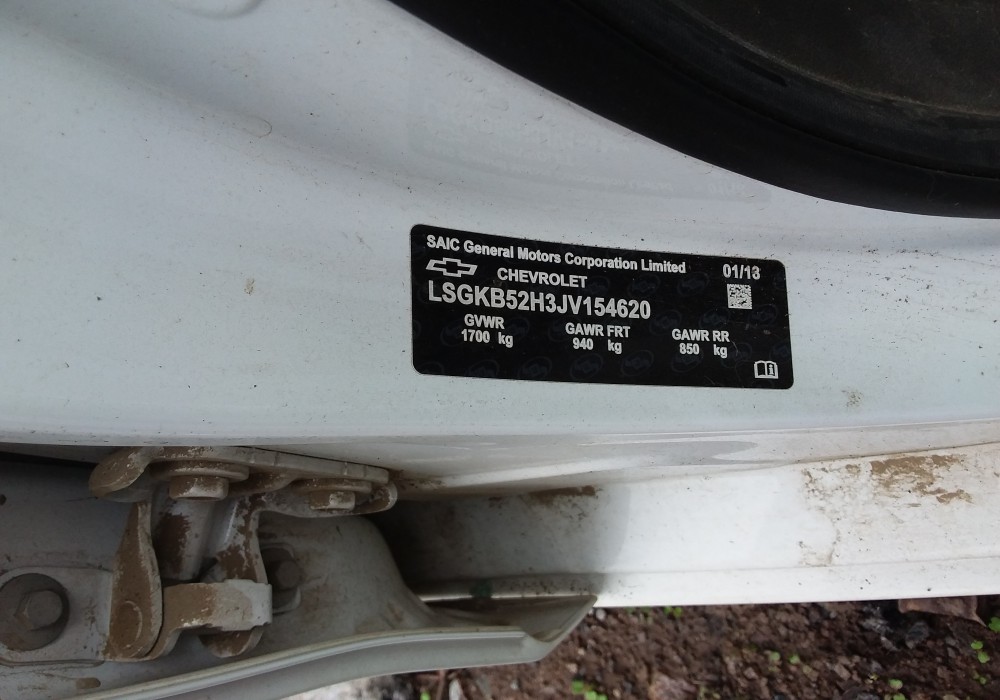 SAIC General Motors Corporation Limited 01/18
CHEVROLET
LSGKB52H3JV154620
GVWR GAWR FRT GAWR RR
1700 kg 940 kg 850 kg